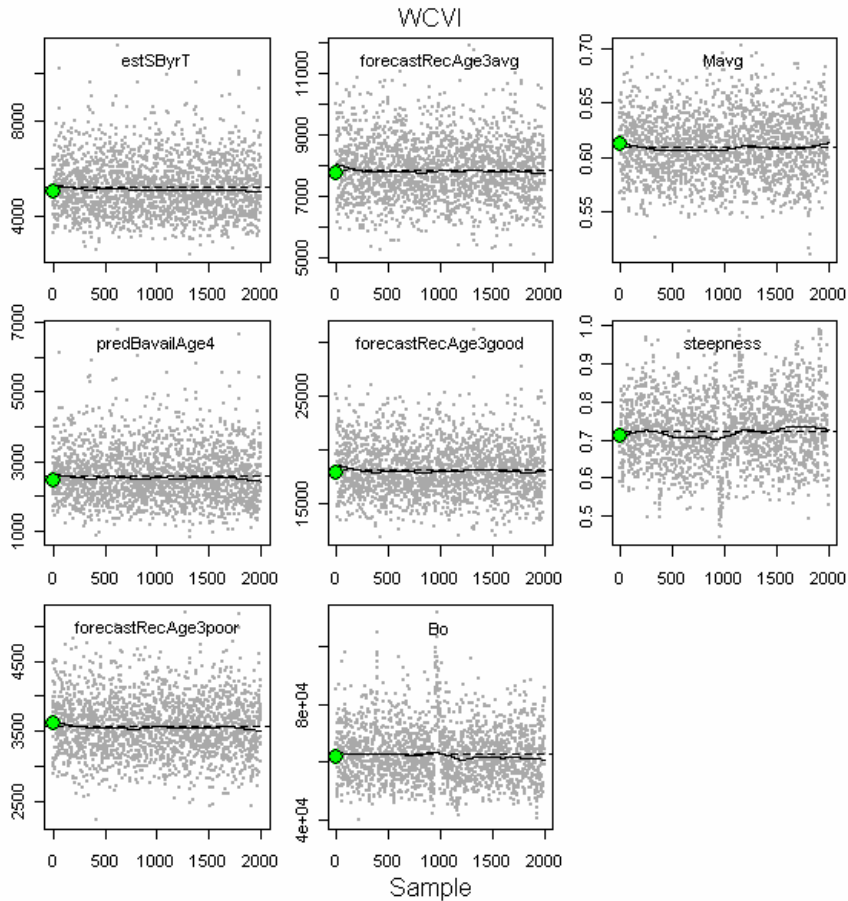 WCVI
estSByrT
4000
8000
0 500 1000 1500 2000
forecastRecAge3avg
5000
7000
9000
11000
0 500 1000 1500 2000
Mavg
0.55
0.60
0.65
0.70
0 500 1000 1500 2000
predBavailAge4
1000
3000
5000
7000
0 500 1000 1500 2000
forecastRecAge3good
15000
25000
0 500 1000 1500 2000
steepness
0.5
0.6
0.7
0.8
0.9
1.0
0 500 1000 1500 2000
forecastRecAge3poor
2500
3500
4500
0 500 1000 1500 2000
Bo
4e+04
8e+04
0 500 1000 1500 2000
Sample